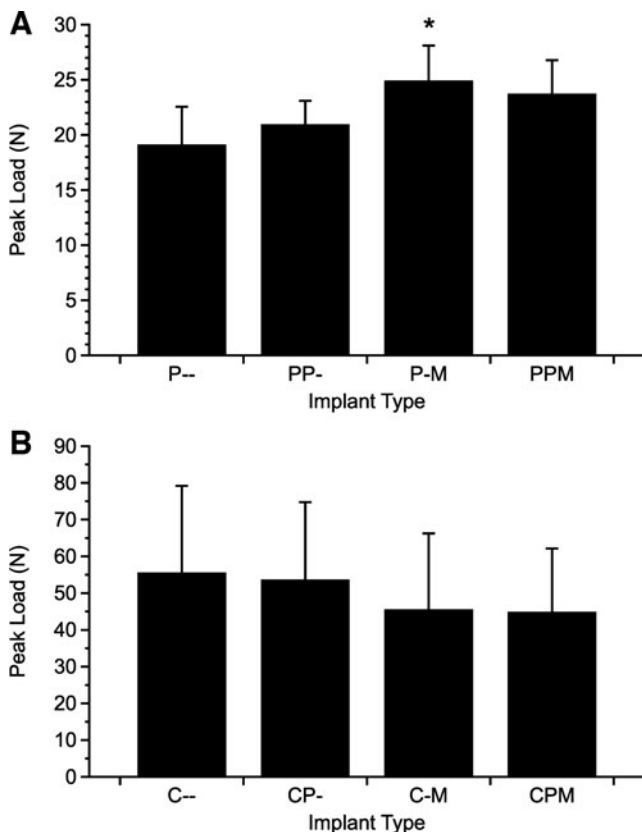 A
*
Peak Load (N)
30
25
20
15
10
5
0
P-- PP- P-M PPM
Implant Type
B
Peak Load (N)
90
80
70
60
50
40
30
20
10
0
C-- CP- C-M CPM
Implant Type